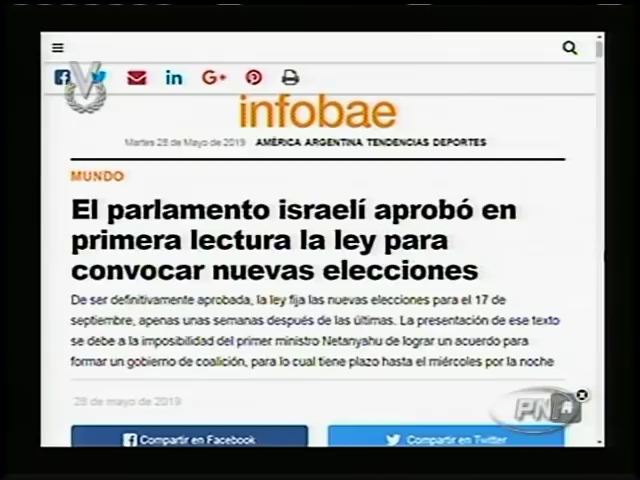 infobae
Martes 28 de Mayo de 2019 AMÉRICA ARGENTINA TENDENCIAS DEPORTES
MUNDO
El parlamento israelí aprobó en
primera lectura la ley para
convocar nuevas elecciones
De ser definitivamente aprobada, la ley fija las nuevas elecciones para el 17 de
septiembre, apenas unas semanas después de las últimas. La presentación de ese texto
se debe a la imposibilidad del primer ministro Netanyahu de lograr un acuerdo para
formar un gobierno de coalición, para lo cual tiene plazo hasta el miércoles por la noche
28 de mayo de 2019
PN
Compartir en Facebook
Compartir en Twitter